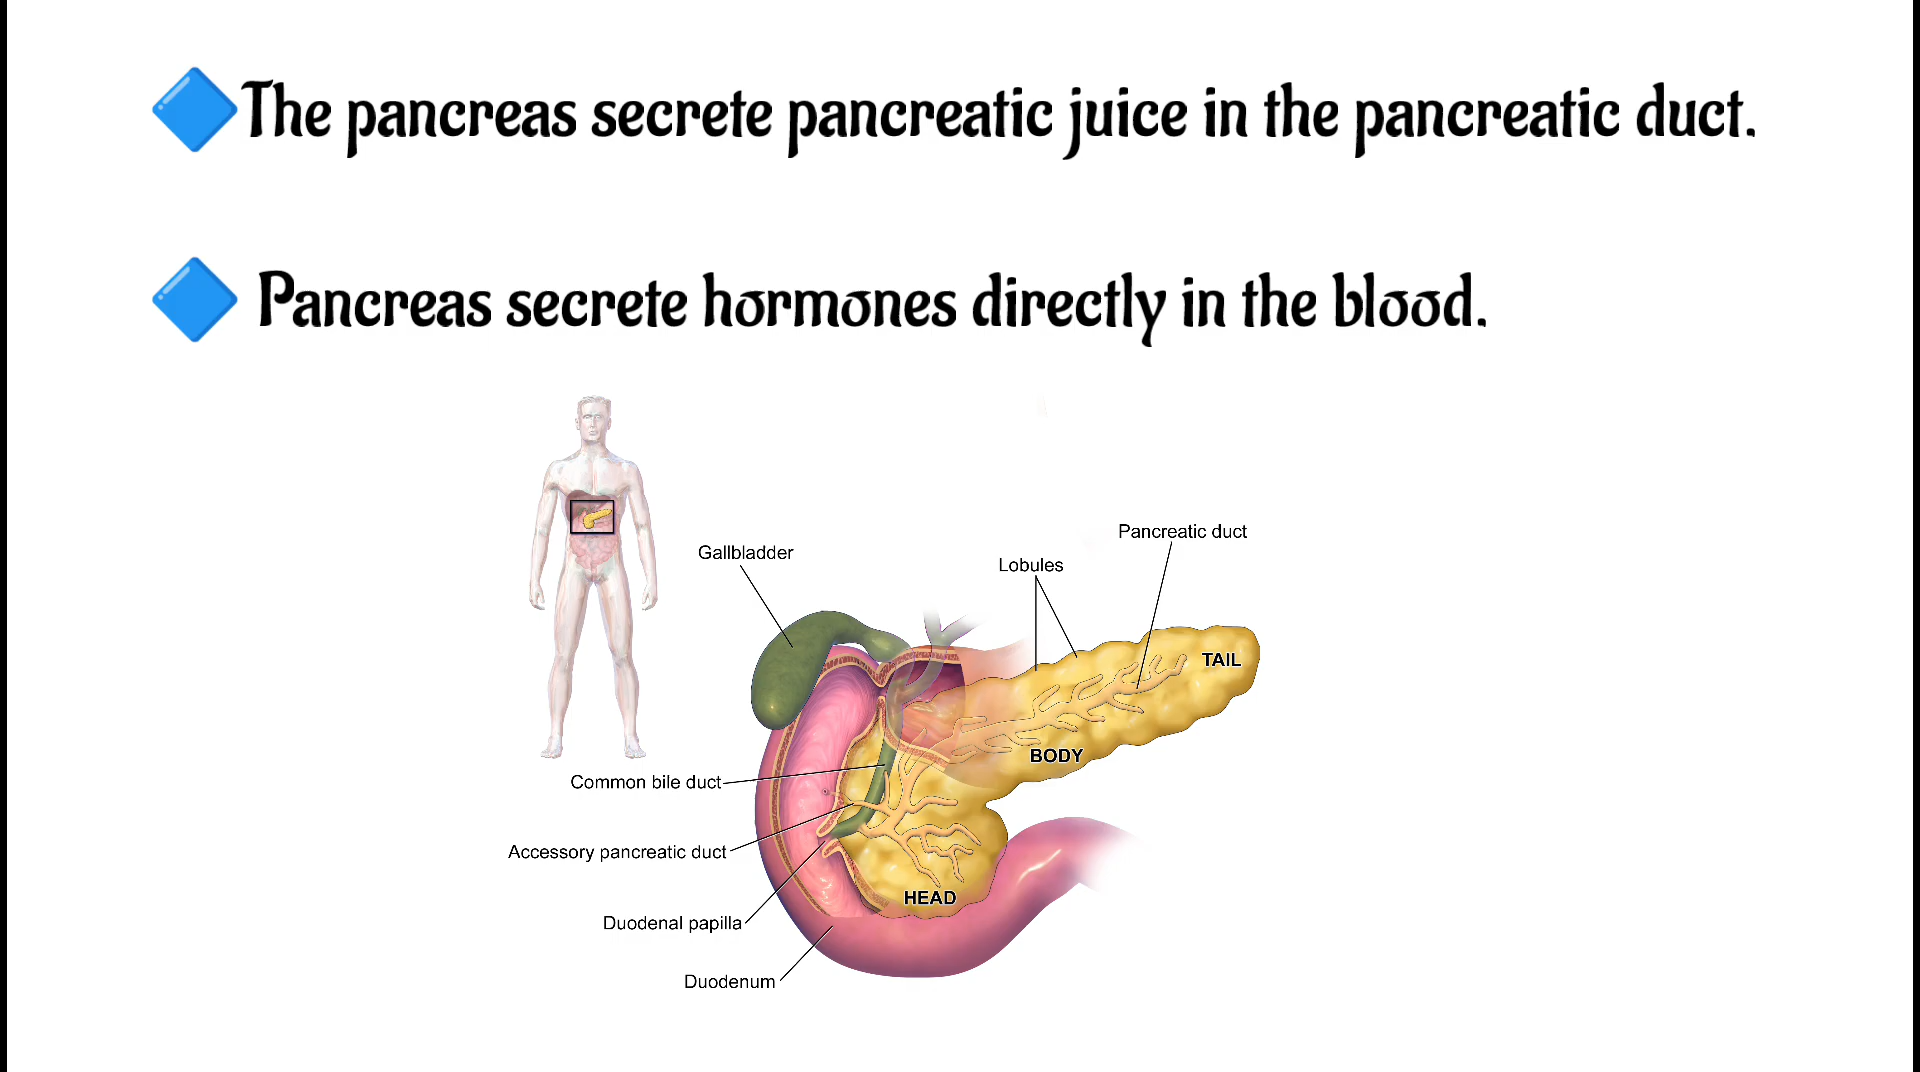 The pancreas secrete pancreatic juice in the pancreatic duct.
Pancreas secrete hormones directly in the blood.
Pancreatic duct
Gallbladder
Lobules
TAIL
BODY
Common bile duct
Accessory pancreatic duct
HEAD
Duodenal papilla
Duodenum